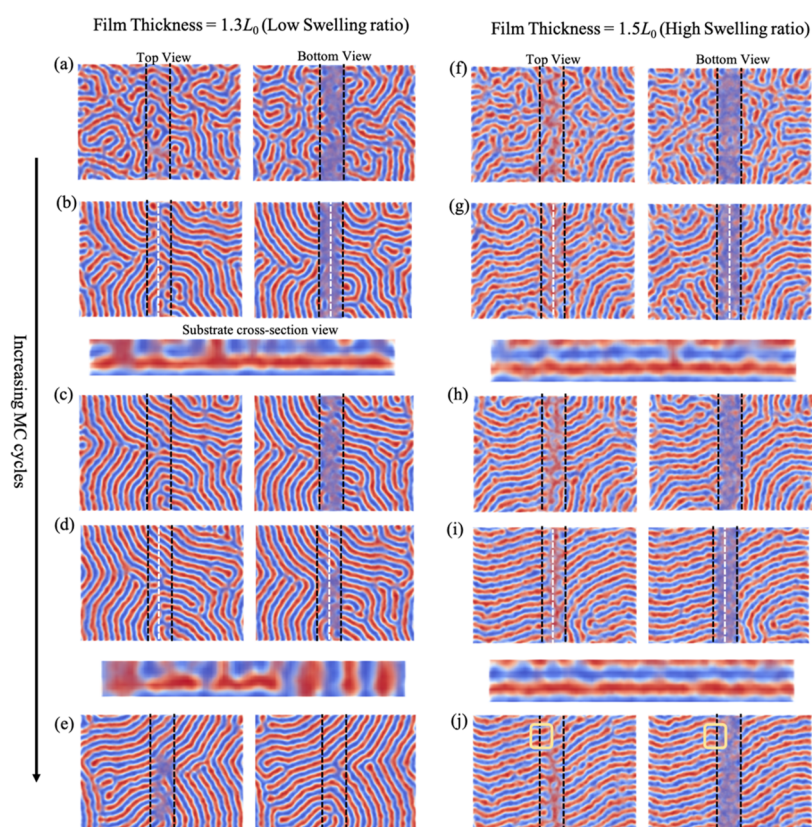 Film Thickness = 1.3L₀ (Low Swelling ratio)
Film Thickness = 1.5L₀ (High Swelling ratio)
(a)
Top View
Bottom View
(f)
Top View
Bottom View
(b)
(g)
Substrate cross-section view
(c)
(h)
(d)
(i)
(e)
(j)
Increasing MC cycles